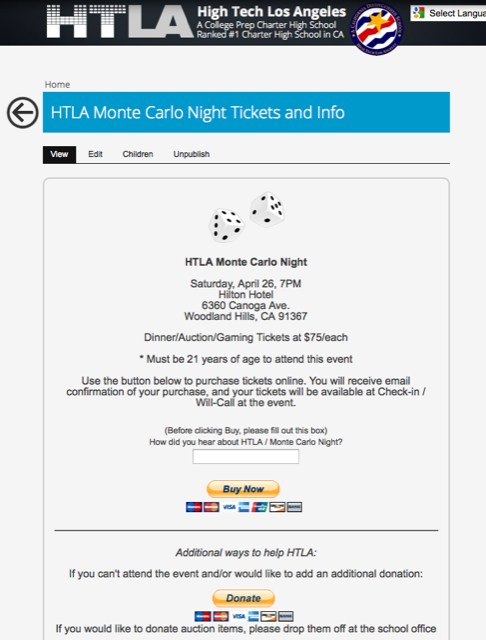 HTLA
High Tech Los Angeles
A College Prep Charter High School
Ranked #1 Charter High School in CA
Select Langua
Home
HTLA Monte Carlo Night Tickets and Info
View Edit Children Unpublish
HTLA Monte Carlo Night
Saturday, April 26, 7PM
Hilton Hotel
6360 Canoga Ave.
Woodland Hills, CA 91367
Dinner/Auction/Gaming Tickets at $75/each
* Must be 21 years of age to attend this event
Use the button below to purchase tickets online. You will receive email
confirmation of your purchase, and your tickets will be available at Check-in /
Will-Call at the event.
(Before clicking Buy, please fill out this box)
How did you hear about HTLA / Monte Carlo Night?
Buy Now
VISA
Additional ways to help HTLA:
If you can't attend the event and/or would like to add an additional donation:
Donate
VISA
If you would like to donate auction items, please drop them off at the school office